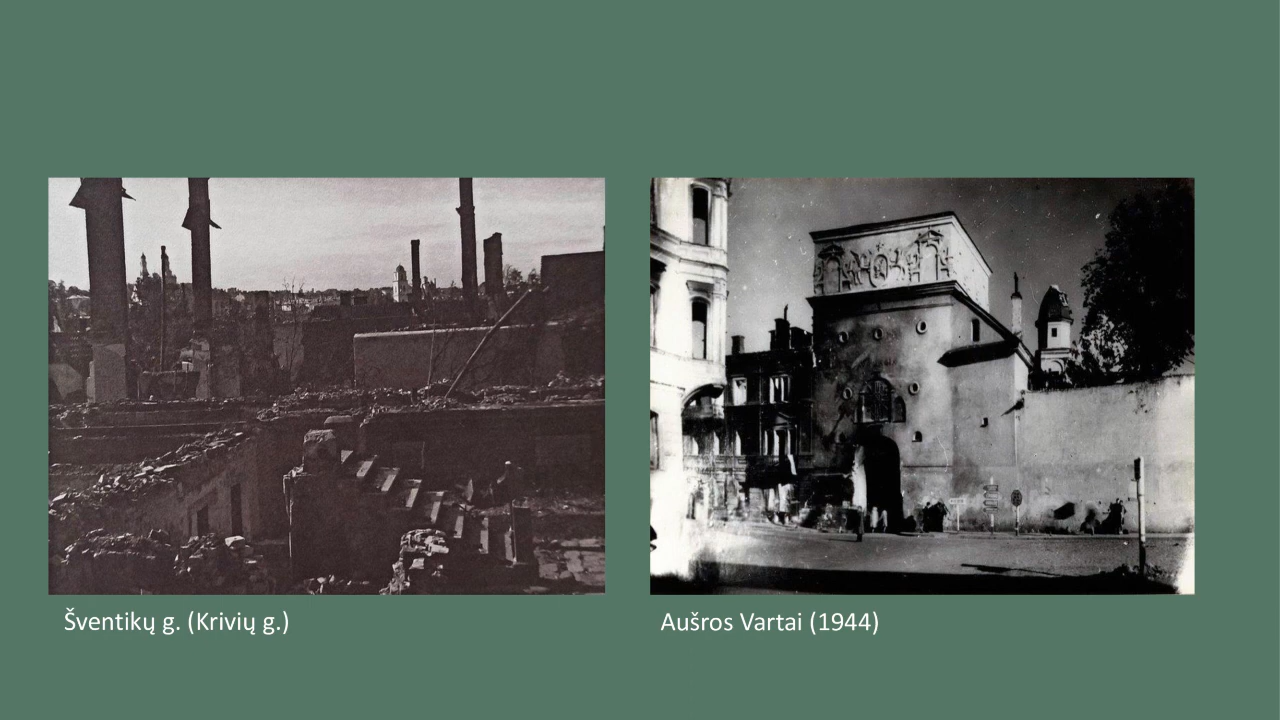 Šventikų g. (Krivių g.)
Aušros Vartai (1944)